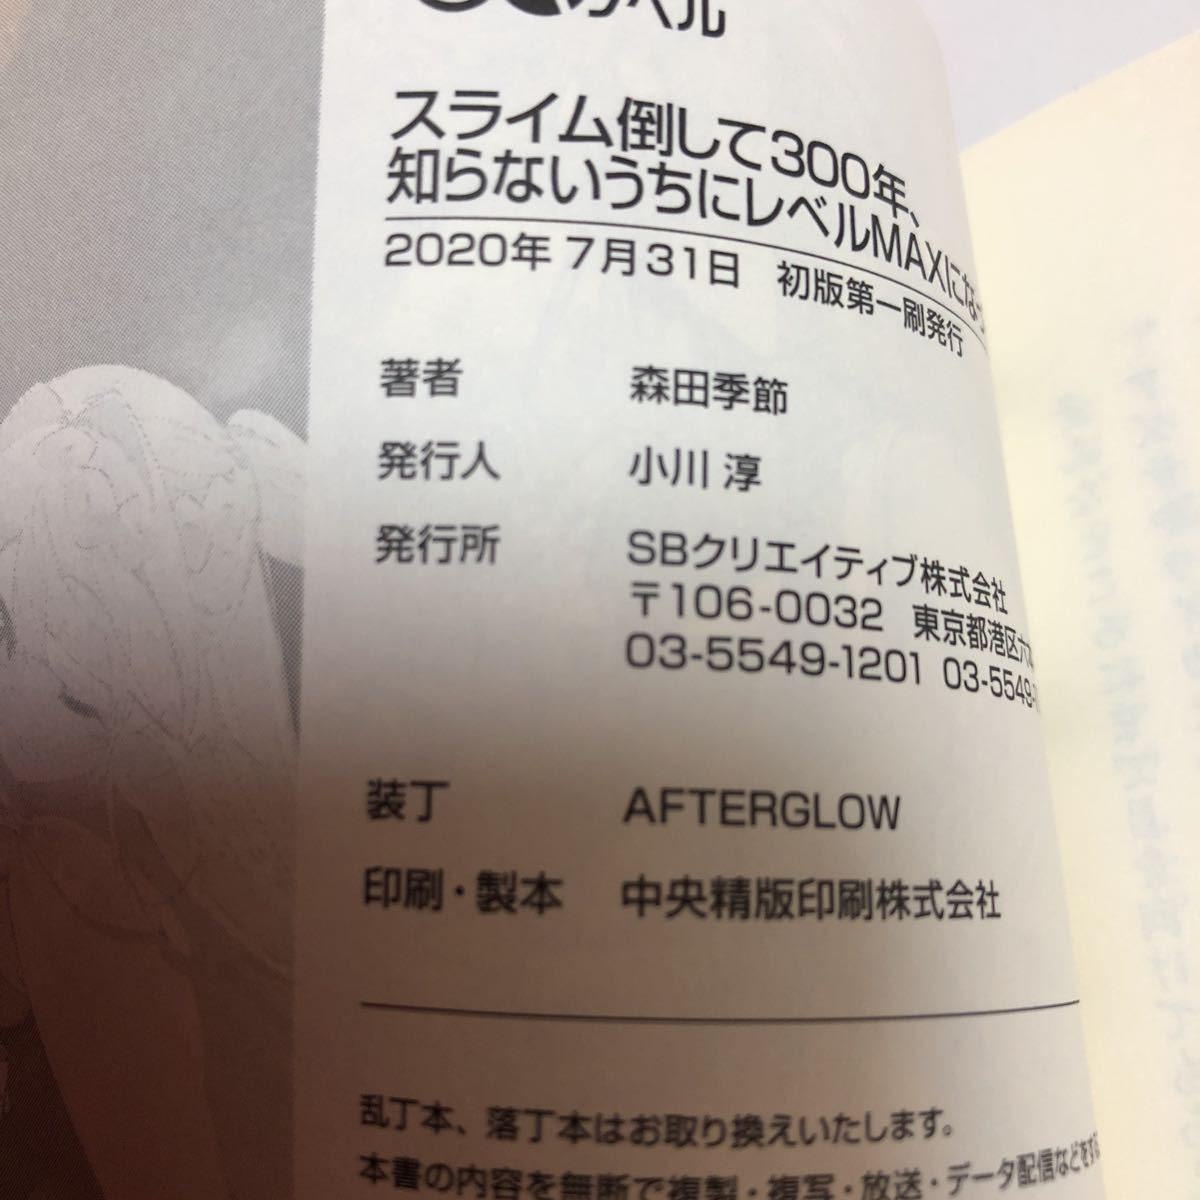 ノベル
スライム倒して300年、
知らないうちにレベルMAXにな
2020年7月31日 初版第一刷発行
著者 森田季節
発行人 小川 淳
発行所 SBクリエイティブ株式会社
〒106-0032 東京都港区六
03-5549-1201 03-5549-
装丁 AFTERGLOW
印刷・製本 中央精版印刷株式会社
乱丁本、落丁本はお取り換えいたします。
本書の内容を無断で複製・複写・放送・データ配信などをす